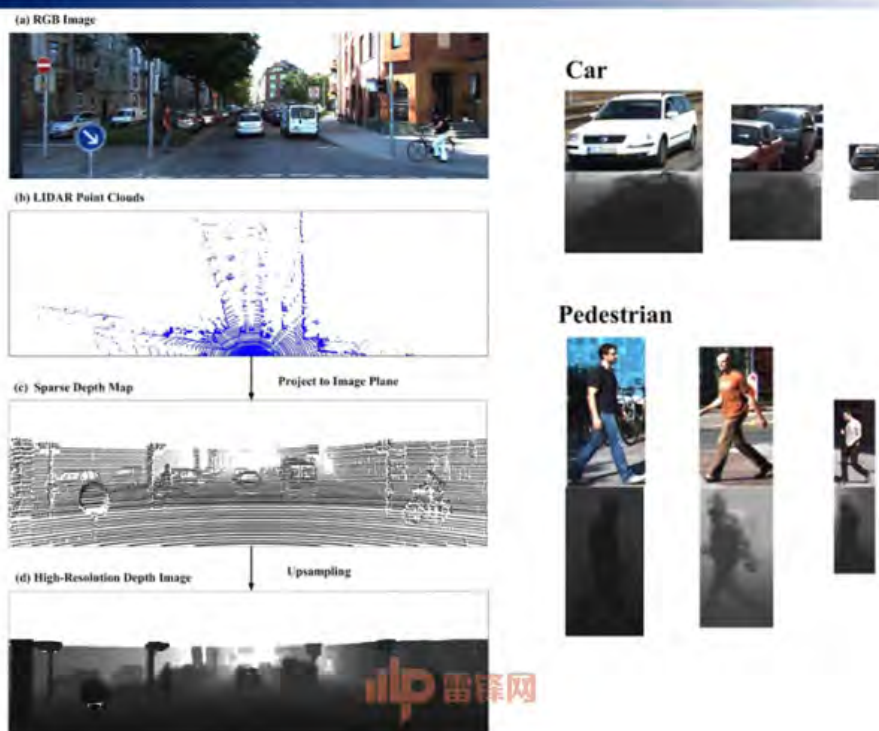 (a) RGB Image
(b) LIDAR Point Clouds
Project to Image Plane
(c) Sparse Depth Map
Upsampling
(d) High-Resolution Depth Image
Car
Pedestrian
雷锋网